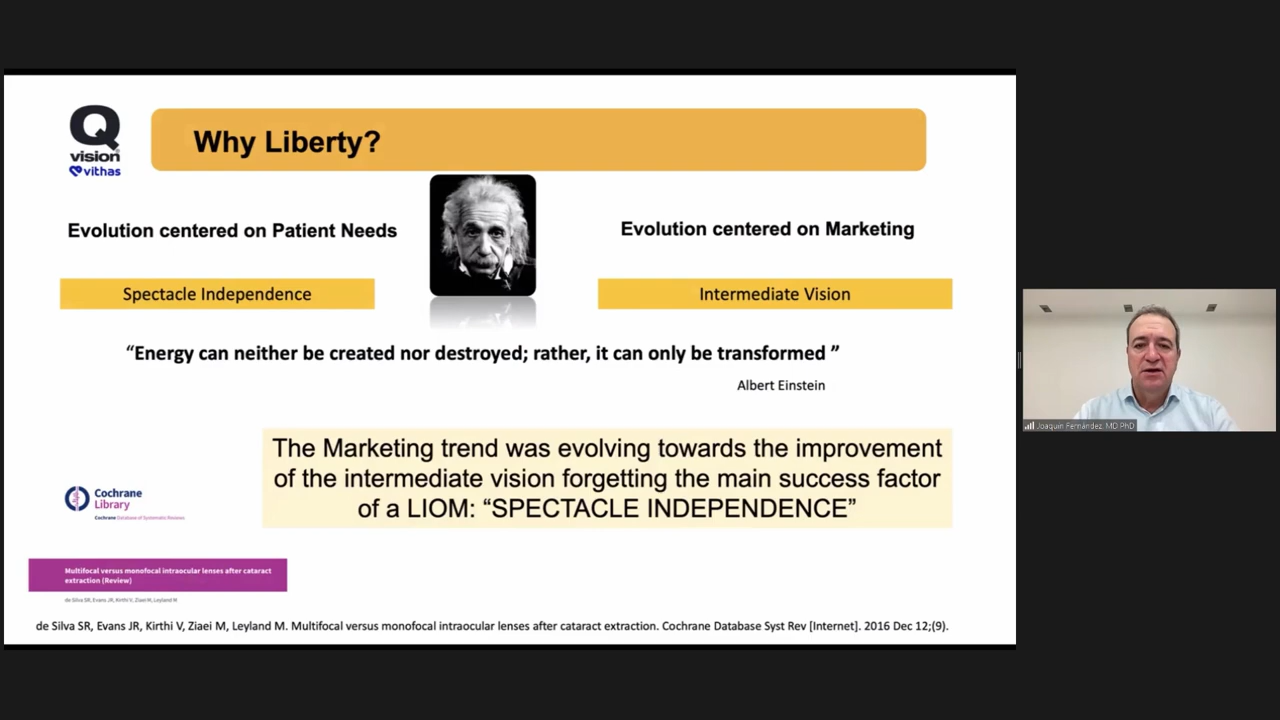 Q
vision
vithas
Why Liberty?
Evolution centered on Patient Needs
Evolution centered on Marketing
Spectacle Independence
Intermediate Vision
“Energy can neither be created nor destroyed; rather, it can only be transformed ”
Albert Einstein
The Marketing trend was evolving towards the improvement
of the intermediate vision forgetting the main success factor
of a LIOM: “SPECTACLE INDEPENDENCE”
Cochrane
Library
Cochrane Database of Systematic Reviews
Multifocal versus monofocal intraocular lenses after cataract
extraction (Review)
de Silva SR, Evans JR, Kirthi V, Ziaei M, Leyland M
de Silva SR, Evans JR, Kirthi V, Ziaei M, Leyland M. Multifocal versus monofocal intraocular lenses after cataract extraction. Cochrane Database Syst Rev [Internet]. 2016 Dec 12;(9).
Joaquín Fernández, MD PhD